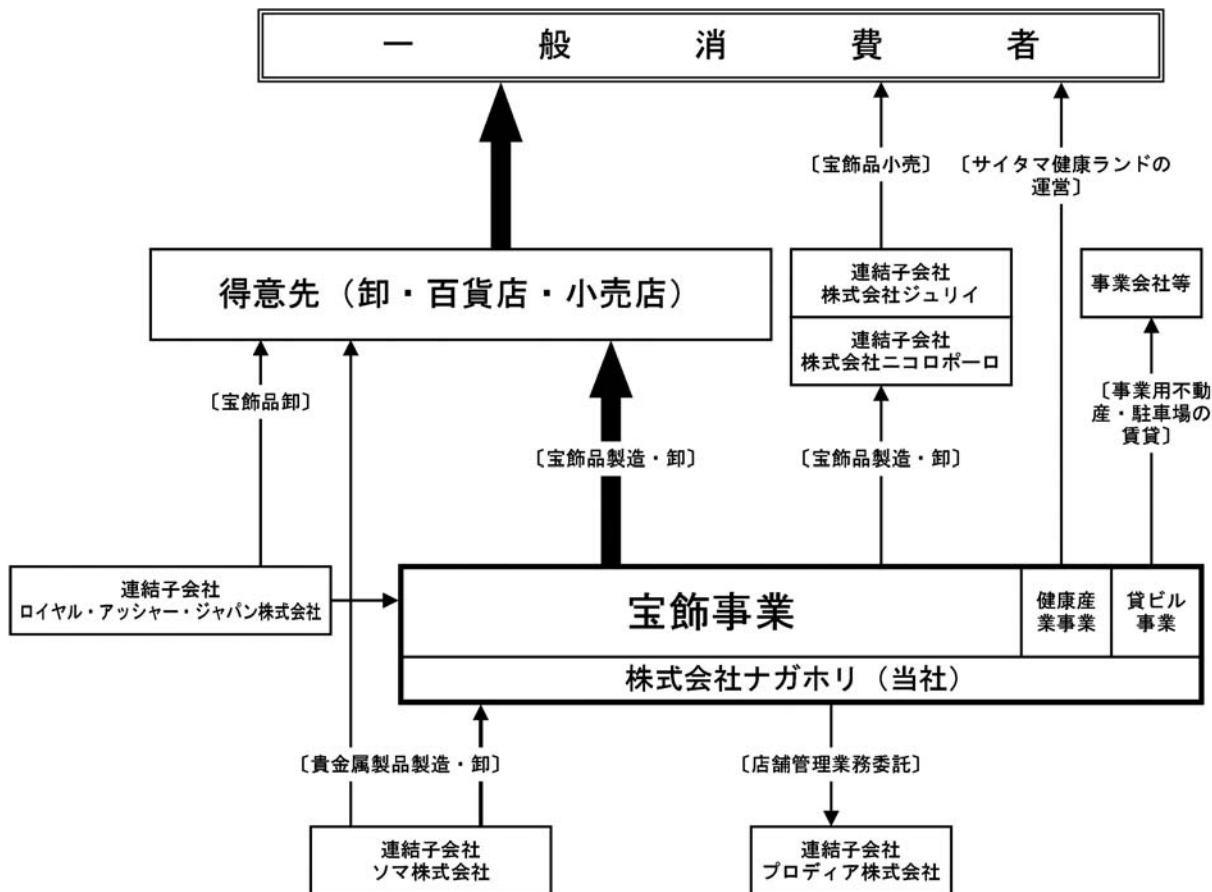 一般消費者
〔宝飾品小売〕
〔サイタマ健康ランドの
運営〕
得意先（卸・百貨店・小売店）
連結子会社
株式会社ジュリイ
連結子会社
株式会社ニコロポーロ
事業会社等
〔宝飾品卸〕
〔宝飾品製造・卸〕
〔宝飾品製造・卸〕
〔事業用不動
産・駐車場の
賃貸〕
連結子会社
ロイヤル・アッシャー・ジャパン株式会社
宝飾事業
健康産
業事業
貸ビル
事業
株式会社ナガホリ（当社）
〔貴金属製品製造・卸〕
〔店舗管理業務委託〕
連結子会社
ソマ株式会社
連結子会社
プロディア株式会社